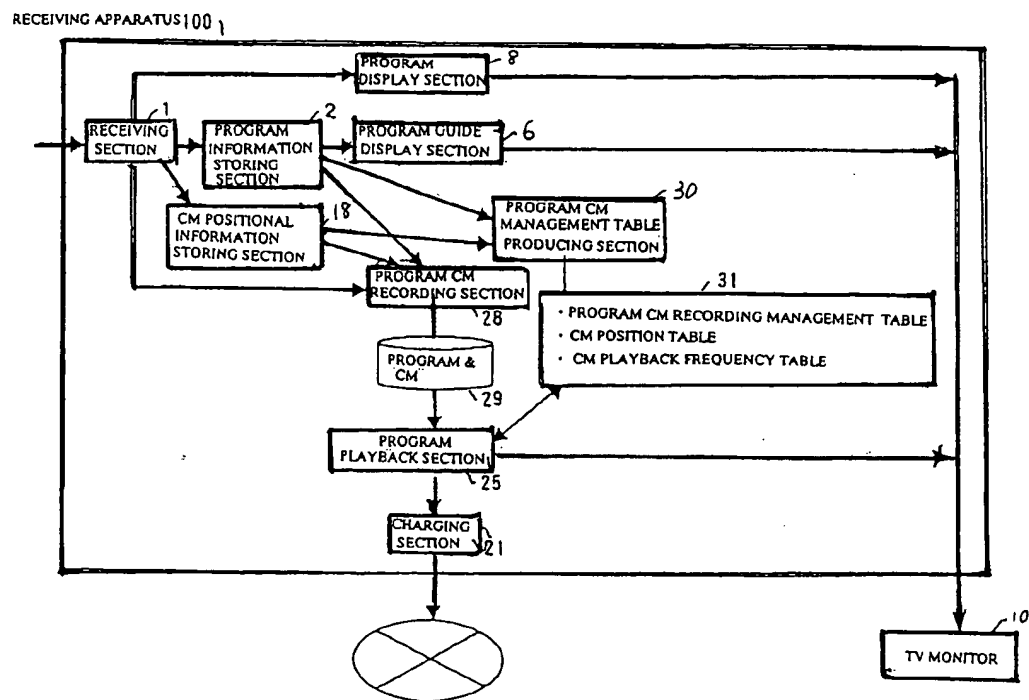 RECEIVING APPARATUS 100
8
PROGRAM
DISPLAY SECTION
1
RECEIVING
SECTION
2
PROGRAM
INFORMATION
STORING
SECTION
PROGRAM GUIDE
DISPLAY SECTION
6
18
CM POSITIONAL
INFORMATION
STORING SECTION
30
PROGRAM CM
MANAGEMENT TABLE
PRODUCING SECTION
PROGRAM CM
RECORDING SECTION
28
31
· PROGRAM CM RECORDING MANAGEMENT TABLE
· CM POSITION TABLE
· CM PLAYBACK FREQUENCY TABLE
PROGRAM &
CM
29
PROGRAM
PLAYBACK SECTION
25
CHARGING
SECTION
21
10
TV MONITOR